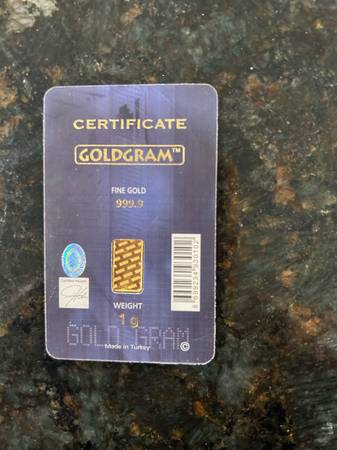 CERTIFICATE
GOLDGRAM™
FINE GOLD
999.9
WEIGHT
1 g
GOLD GRAM
Made in Turkey ©